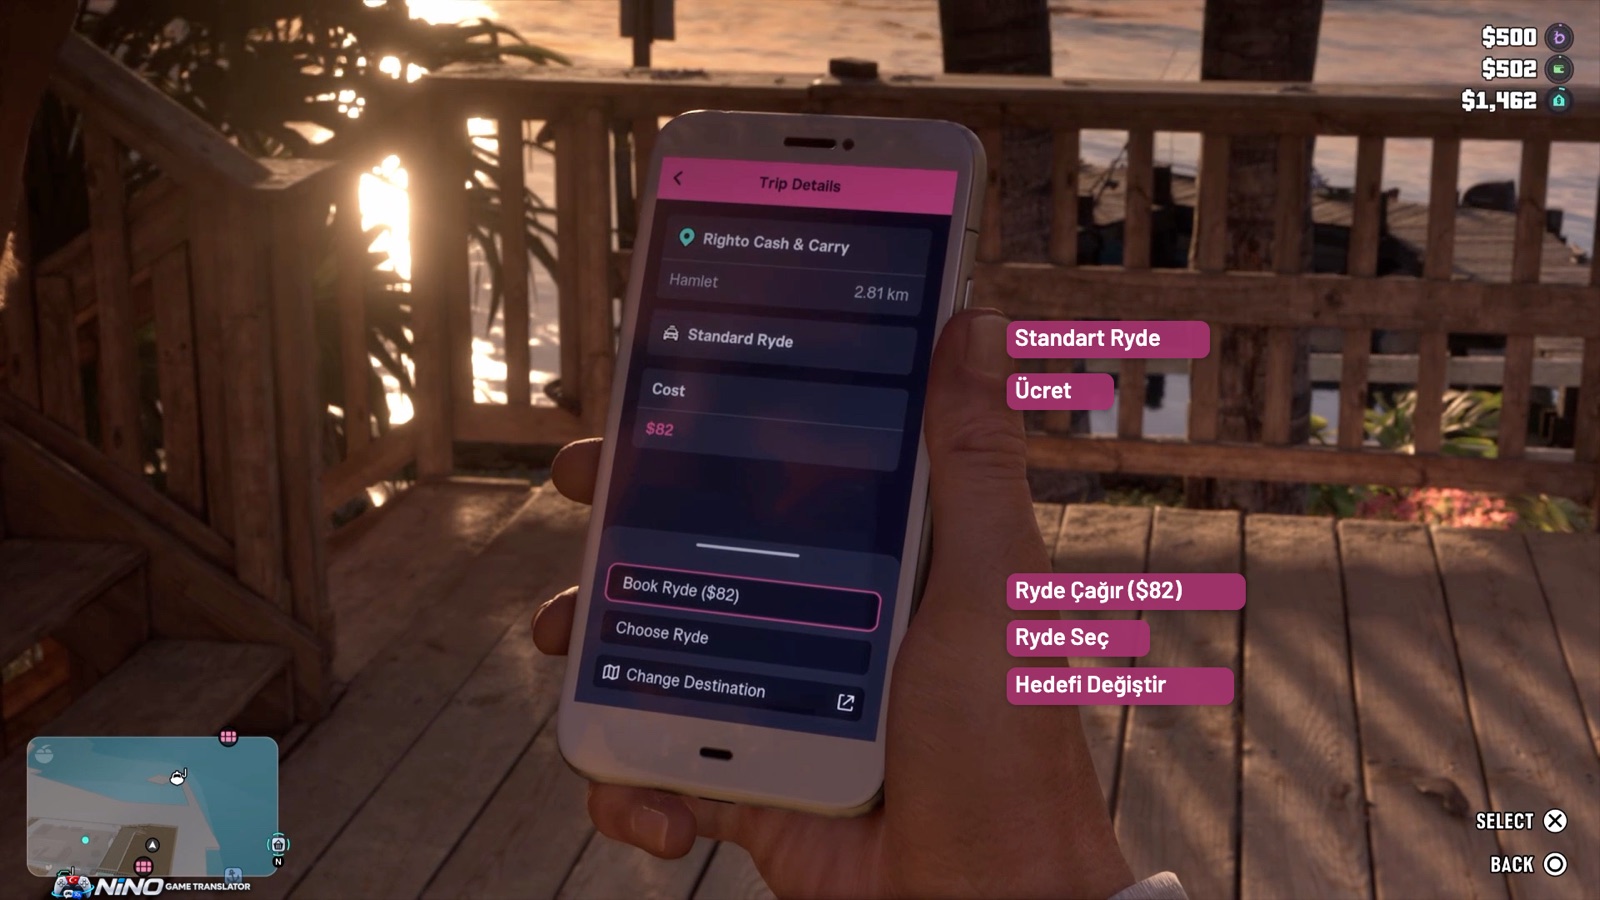 $500
$502
$1,462
Trip Details
Righto Cash & Carry
Hamlet 2.81 km
Standard Ryde
Standart Ryde
Cost
Ücret
$82
Book Ryde ($82)
Ryde Çağır ($82)
Choose Ryde
Ryde Seç
Change Destination
Hedefi Değiştir
SELECT
BACK
N
NiNO GAME TRANSLATOR